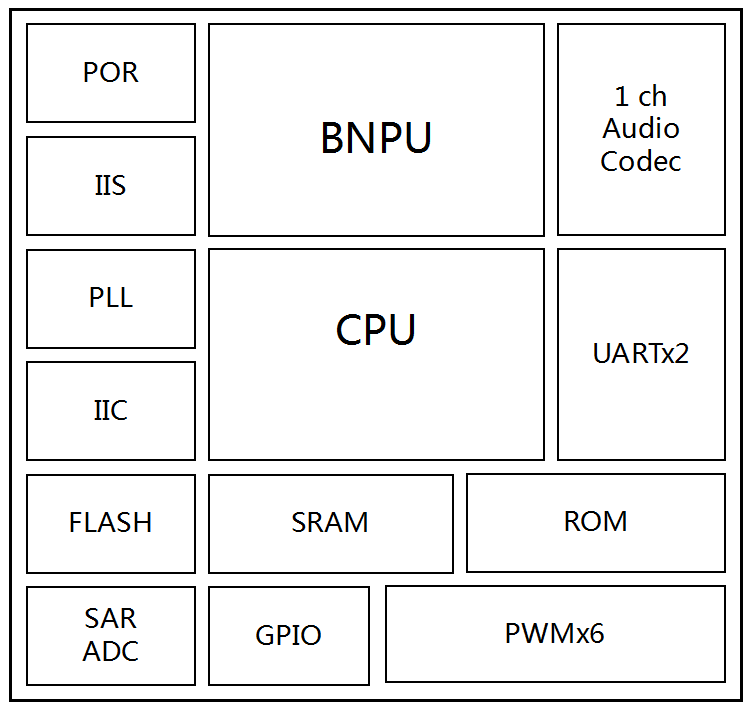 POR
BNPU
1 ch
Audio
Codec
IIS
PLL
CPU
UARTx2
IIC
FLASH
SRAM
ROM
SAR
ADC
GPIO
PWMx6